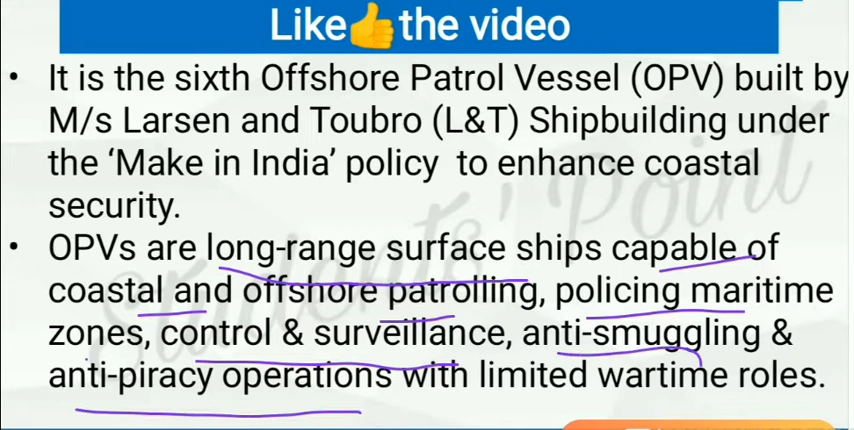 Like👍the video
• It is the sixth Offshore Patrol Vessel (OPV) built by
M/s Larsen and Toubro (L&T) Shipbuilding under
the ‘Make in India’ policy to enhance coastal
security.
• OPVs are long-range surface ships capable of
coastal and offshore patrolling, policing maritime
zones, control & surveillance, anti-smuggling &
anti-piracy operations with limited wartime roles.
Students' Point